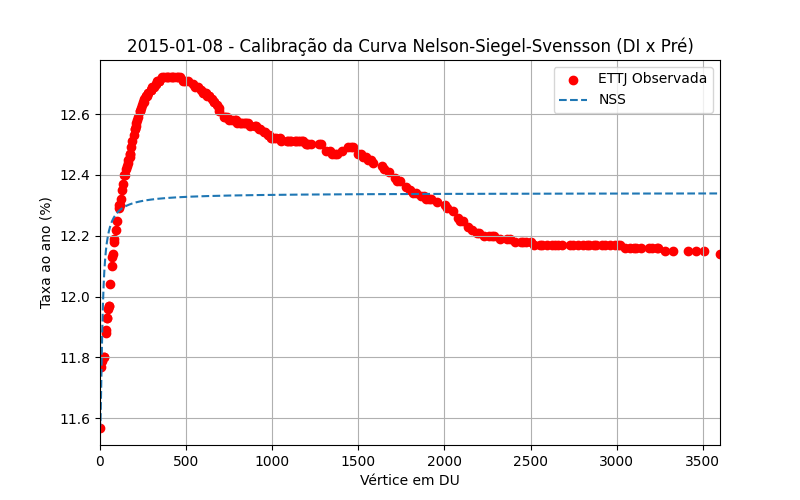 2015-01-08 - Calibração da Curva Nelson-Siegel-Svensson (DI x Pré)
ETTJ Observada
NSS
Taxa ao ano (%)
12.6
12.4
12.2
12.0
11.8
11.6
0 500 1000 1500 2000 2500 3000 3500
Vértice em DU